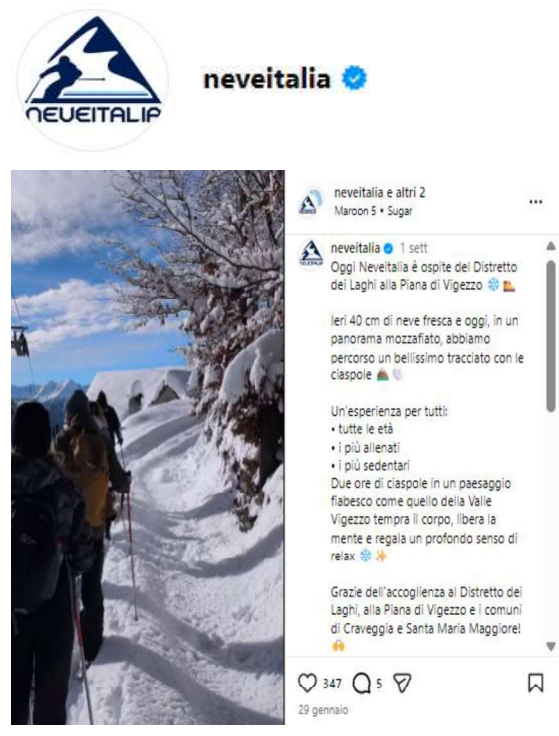 NEVEITALIA
neveitalia
neveitalia e altri 2
Maroon 5 • Sugar
neveitalia 1 sett
Oggi NeveItalia è ospite del Distretto
dei Laghi alla Piana di Vigezzo ❄️ 🏔️
Ieri 40 cm di neve fresca e oggi, in un
panorama mozzafiato, abbiamo
percorso un bellissimo tracciato con le
ciaspole
Un'esperienza per tutti:
• tutte le età
• i più allenati
• i più sedentari
Due ore di ciaspole in un paesaggio
fiabesco come quello della Valle
Vigezzo tempra il corpo, libera la
mente e regala un profondo senso di
relax ❄️ ✨
Grazie dell'accoglienza al Distretto dei
Laghi, alla Piana di Vigezzo e i comuni
di Craveggia e Santa Maria Maggiore!
347 5
29 gennaio